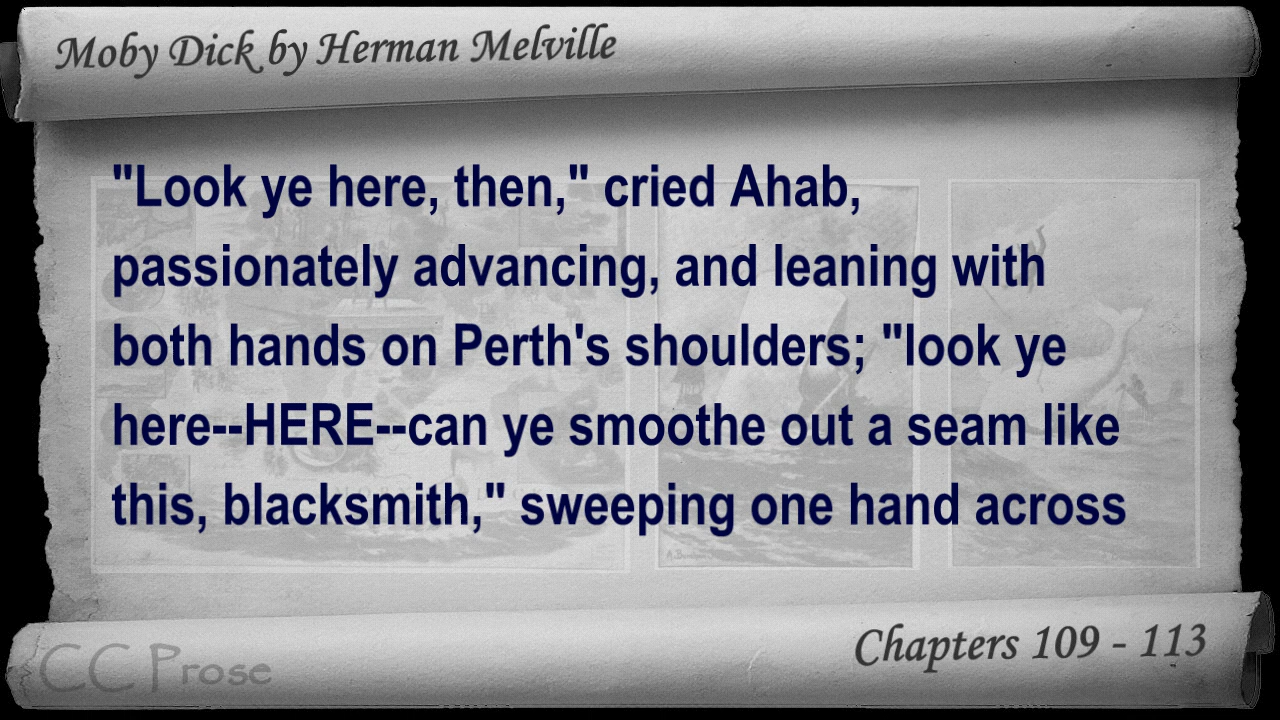 Moby Dick by Herman Melville
"Look ye here, then," cried Ahab,
passionately advancing, and leaning with
both hands on Perth's shoulders; "look ye
here--HERE--can ye smoothe out a seam like
this, blacksmith," sweeping one hand across
Chapters 109 - 113
CC Prose